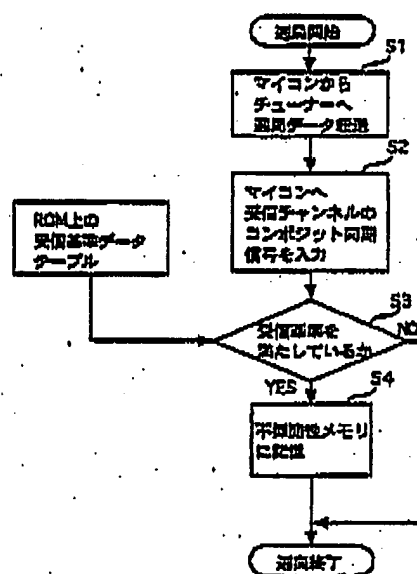 選局開始
S1
マイコンから
チューナーへ
選局データ転送
S2
マイコンへ
受信チャンネルの
コンポジット同期
信号を入力
ROM上の
受信基準データ
テーブル
S3
受信基準を
満たしているか
NO
YES
S4
不揮発性メモリ
に記憶
選局終了